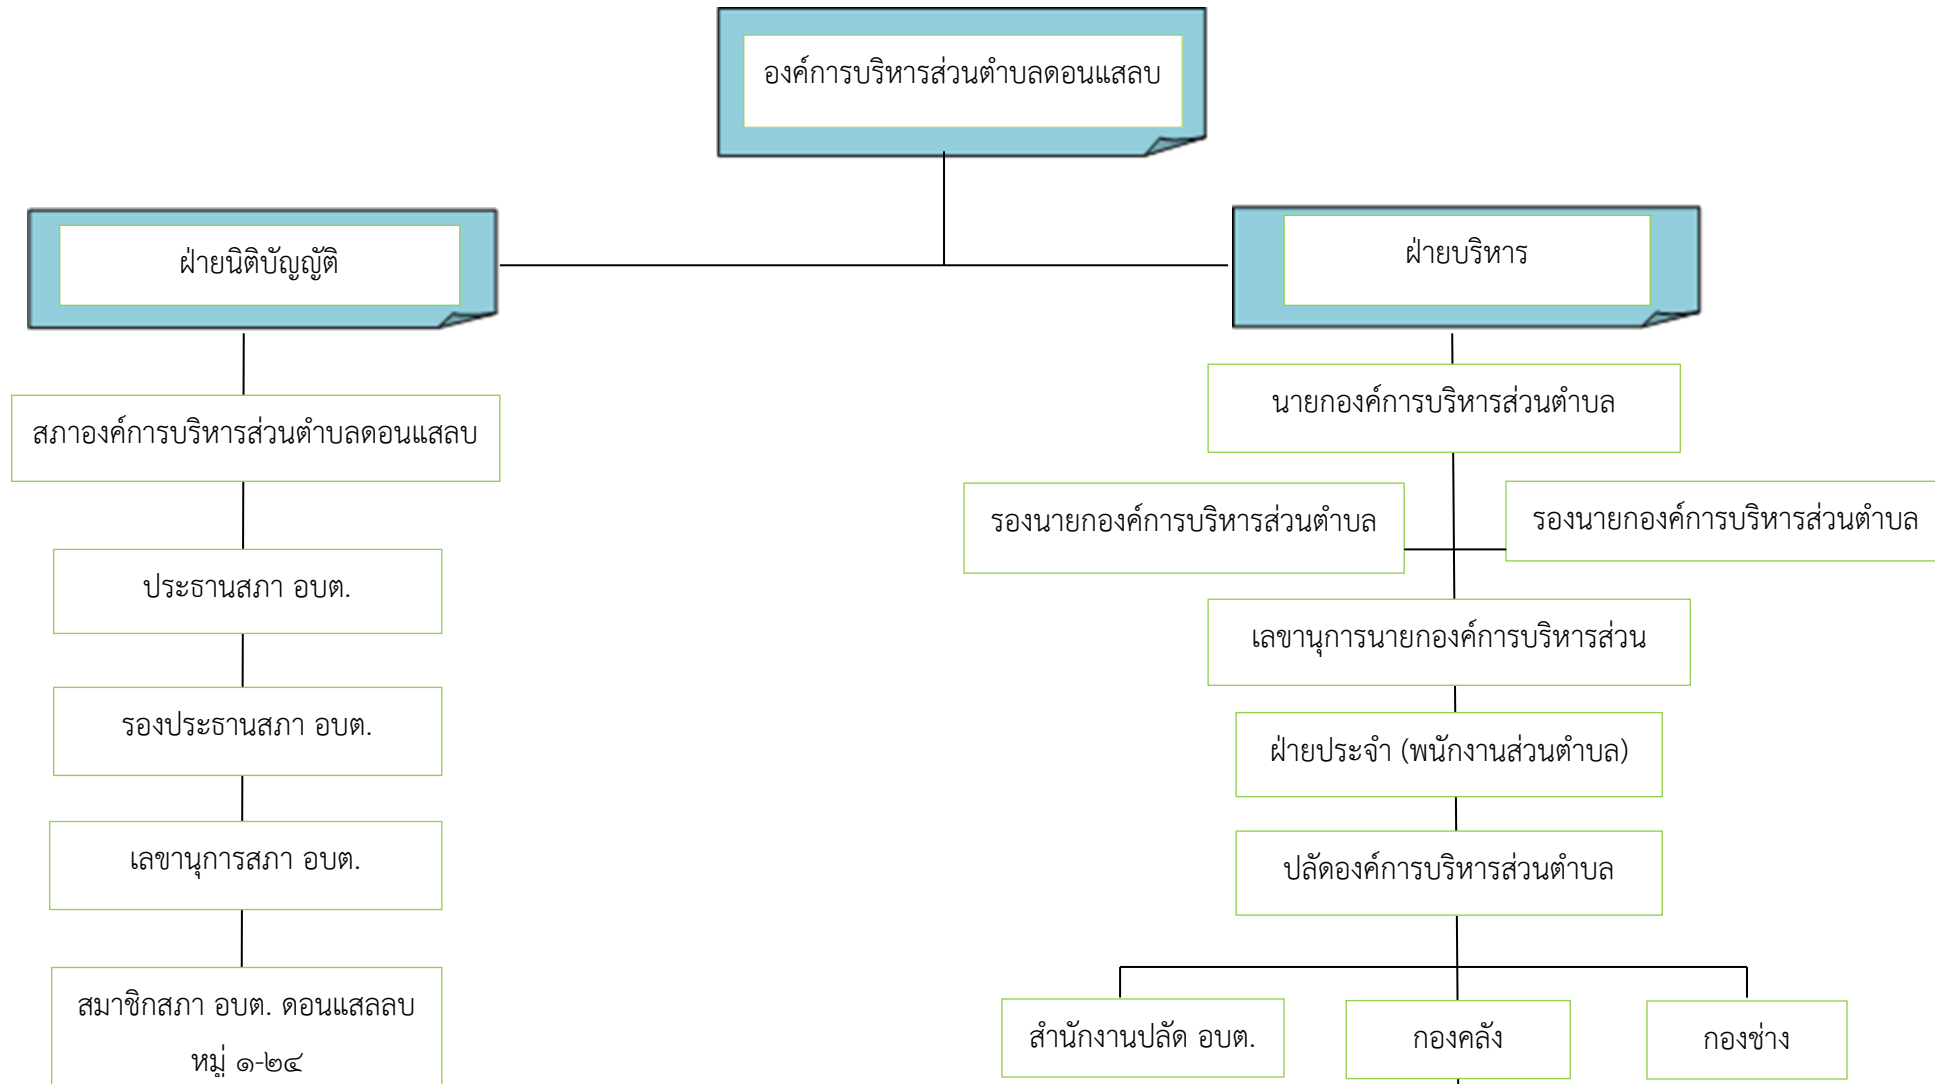 องค์การบริหารส่วนตำบลดอนแสลบ
ฝ่ายนิติบัญญัติ
ฝ่ายบริหาร
สภาองค์การบริหารส่วนตำบลดอนแสลบ
ประธานสภา อบต.
รองประธานสภา อบต.
เลขานุการสภา อบต.
สมาชิกสภา อบต. ดอนแสลลบ
หมู่ ๑-๒๔
นายกองค์การบริหารส่วนตำบล
รองนายกองค์การบริหารส่วนตำบล
รองนายกองค์การบริหารส่วนตำบล
เลขานุการนายกองค์การบริหารส่วน
ฝ่ายประจำ (พนักงานส่วนตำบล)
ปลัดองค์การบริหารส่วนตำบล
สำนักงานปลัด อบต.
กองคลัง
กองช่าง